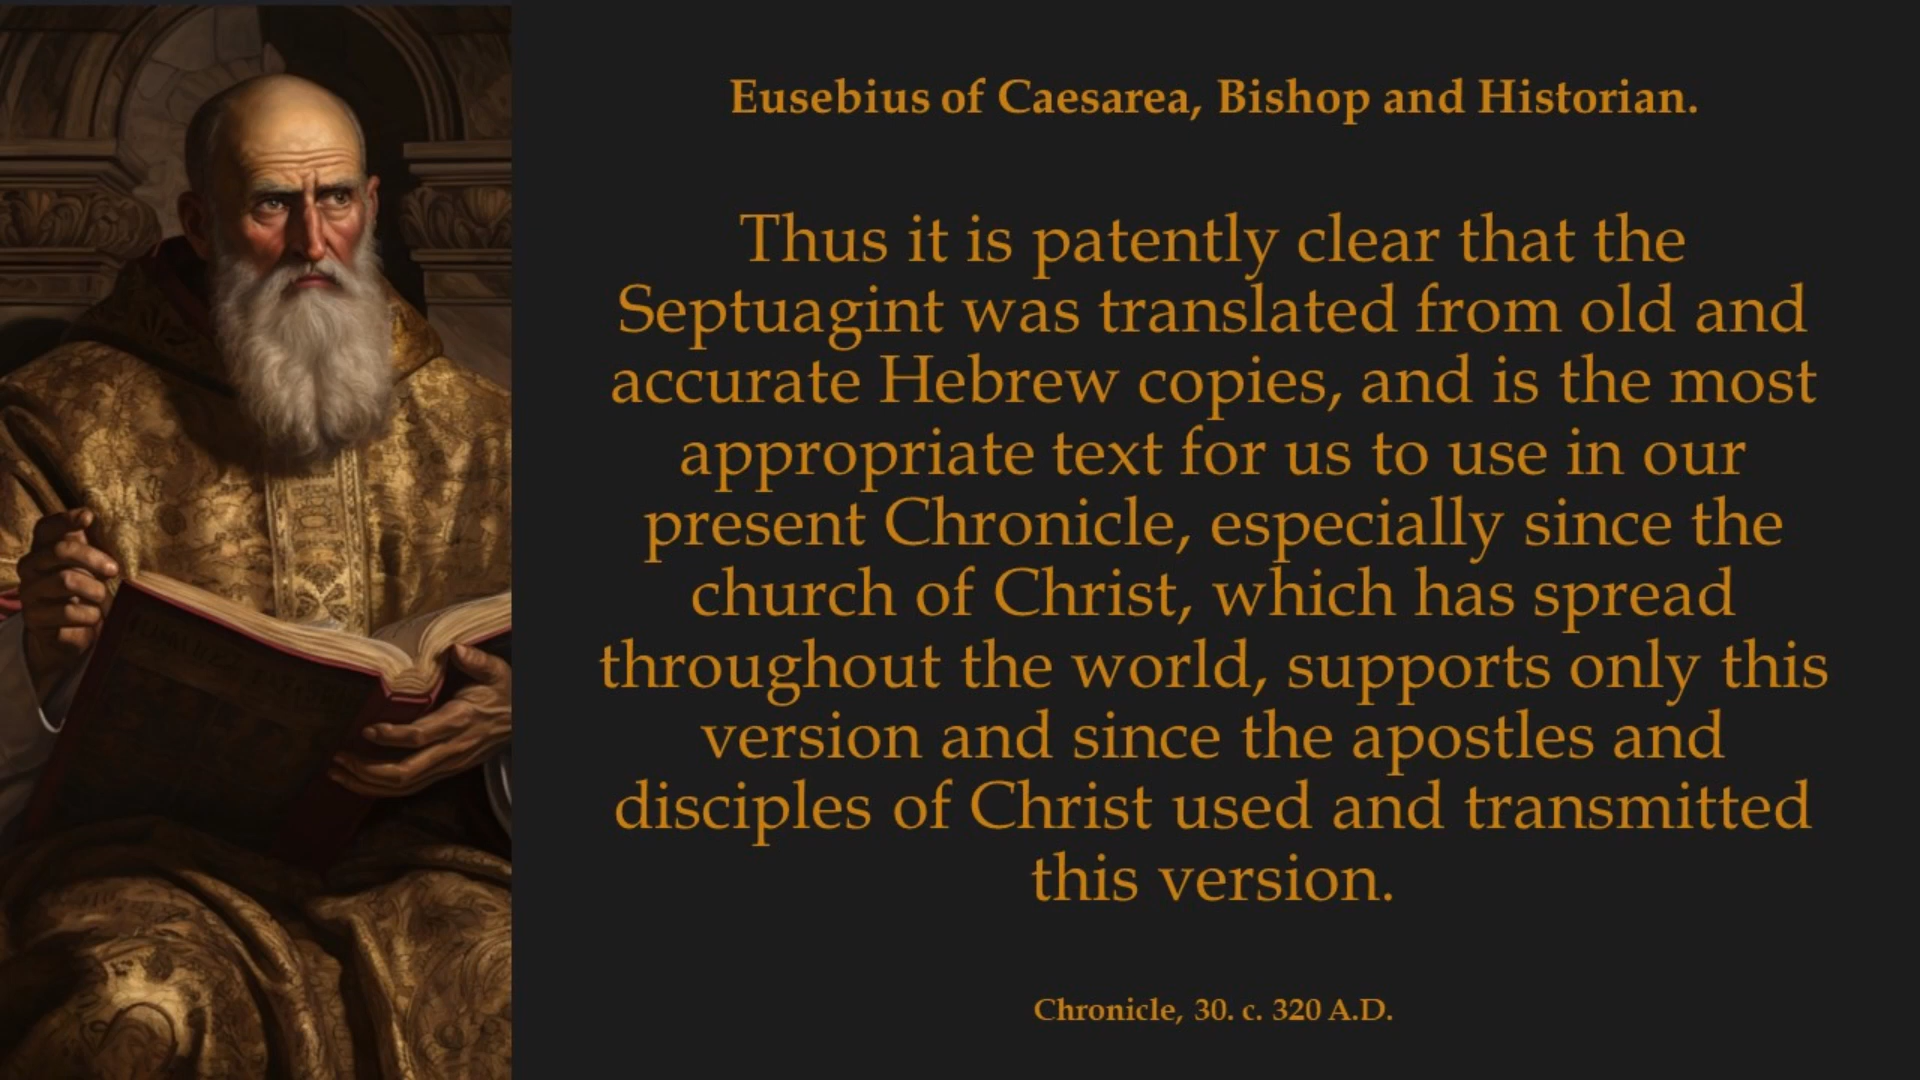 Eusebius of Caesarea, Bishop and Historian.
Thus it is patently clear that the
Septuagint was translated from old and
accurate Hebrew copies, and is the most
appropriate text for us to use in our
present Chronicle, especially since the
church of Christ, which has spread
throughout the world, supports only this
version and since the apostles and
disciples of Christ used and transmitted
this version.
Chronicle, 30. c. 320 A.D.